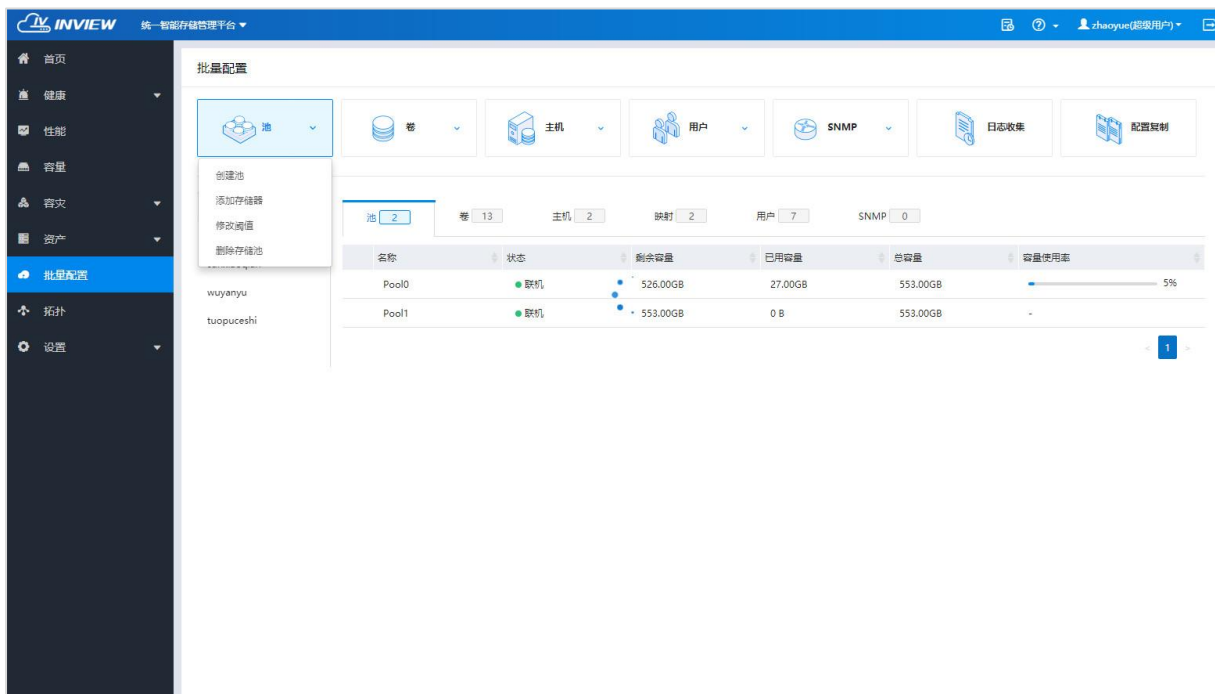 INVIEW 统一智能存储管理平台 zhaoyue(超级用户)
首页
健康
性能
容量
容灾
资产
批量配置
拓扑
设置
批量配置
池 卷 主机 用户 SNMP 日志收集 配置复制
创建池
添加存储器
修改阈值
删除存储池
wuyanyu
tuopuceshi
池 2 卷 13 主机 2 映射 2 用户 7 SNMP 0
名称 状态 剩余容量 已用容量 总容量 容量使用率
Pool0 联机 526.00GB 27.00GB 553.00GB 5%
Pool1 联机 553.00GB 0 B 553.00GB -
< 1 >